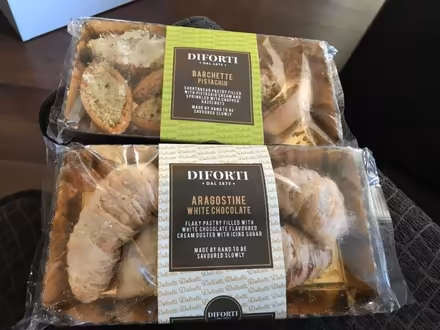 DIFORTI
DAL 1875
BARCHETTE
PISTACHIO
SHORTBREAD PASTRY FILLED
WITH PISTACHIO CREAM AND
SPRINKLED WITH CHOPPED
HAZELNUTS
MADE BY HAND TO BE
SAVOURED SLOWLY
DIFORTI
DAL 1875
ARAGOSTINE
WHITE CHOCOLATE
FLAKY PASTRY FILLED WITH
WHITE CHOCOLATE FLAVOURED
CREAM DUSTED WITH ICING SUGAR
MADE BY HAND TO BE
SAVOURED SLOWLY
DIFORTI